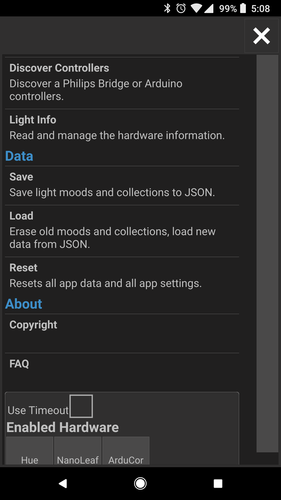 99% 5:08
Discover Controllers
Discover a Philips Bridge or Arduino
controllers.
Light Info
Read and manage the hardware information.
Data
Save
Save light moods and collections to JSON.
Load
Erase old moods and collections, load new
data from JSON.
Reset
Resets all app data and all app settings.
About
Copyright
FAQ
Use Timeout
Enabled Hardware
Hue NanoLeaf ArduCor